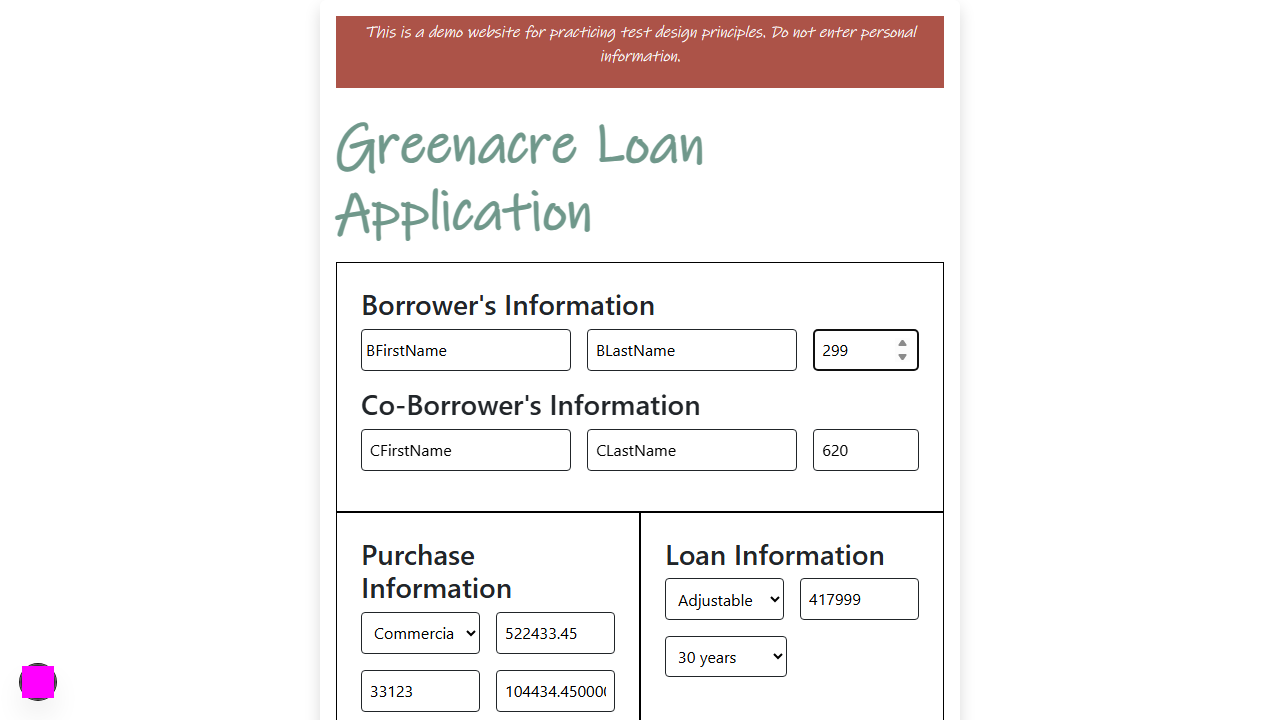 This is a demo website for practicing test design principles. Do not enter personal
information.
Greenacre Loan
Application
Borrower's Information
BFirstName
BLastName
299
Co-Borrower's Information
CFirstName
CLastName
620
Purchase
Information
Commercia
522433.45
33123
104434.45000
Loan Information
Adjustable
417999
30 years